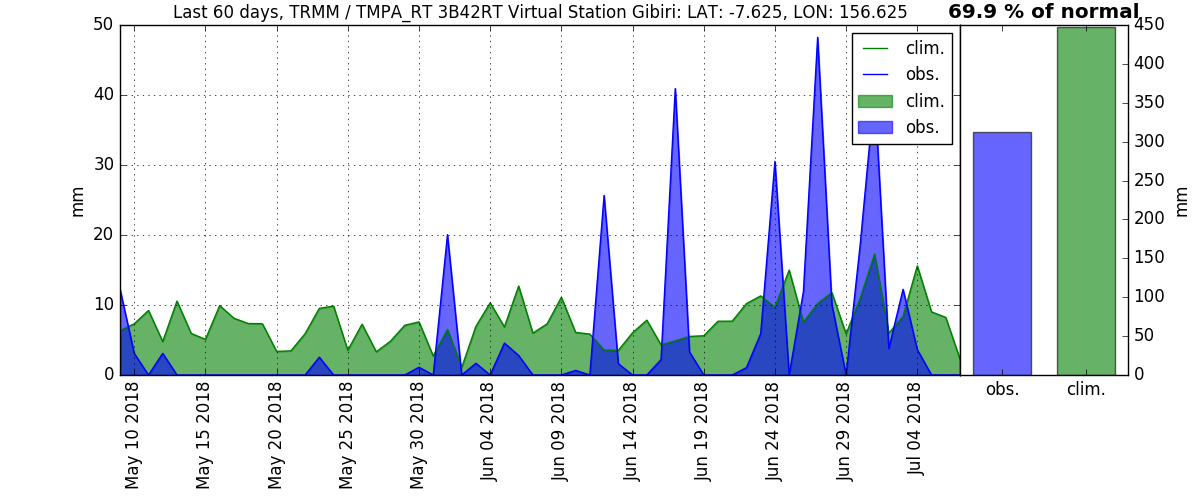 Last 60 days, TRMM / TMPA_RT 3B42RT Virtual Station Gibiri: LAT: -7.625, LON: 156.625
69.9 % of normal
50
40
30
20
10
0
mm
clim.
obs.
clim.
obs.
450
400
350
300
250
200
150
100
50
0
mm
May 10 2018
May 15 2018
May 20 2018
May 25 2018
May 30 2018
Jun 04 2018
Jun 09 2018
Jun 14 2018
Jun 19 2018
Jun 24 2018
Jun 29 2018
Jul 04 2018
obs.
clim.